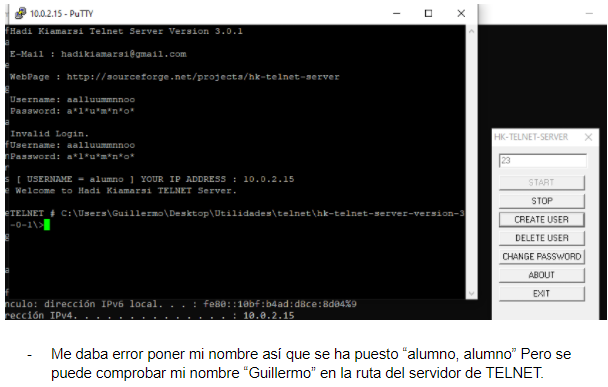 10.0.2.15 - PuTTY
Hadi Kiamarsi Telnet Server Version 3.0.1
E-Mail : hadikiamarsi@gmail.com
WebPage : http://sourceforge.net/projects/hk-telnet-server
Username: aalluummnnoo
Password: a*l*u*m*n*o*
Invalid Login.
Username: aalluummnnoo
Password: a*l*u*m*n*o*
[ USERNAME = alumno ] YOUR IP ADDRESS : 10.0.2.15
Welcome to Hadi Kiamarsi TELNET Server.
TELNET # C:\Users\Guillermo\Desktop\Utilidades\telnet\hk-telnet-server-version-3
-0-1\>
nculo: dirección IPv6 local. . . : fe80::10bf:b4ad:d8ce:8d04%9
rección IPv4. . . . . . . . . . . . . . : 10.0.2.15
HK-TELNET-SERVER
23
START
STOP
CREATE USER
DELETE USER
CHANGE PASSWORD
ABOUT
EXIT
- Me daba error poner mi nombre así que se ha puesto “alumno, alumno” Pero se
puede comprobar mi nombre “Guillermo” en la ruta del servidor de TELNET.